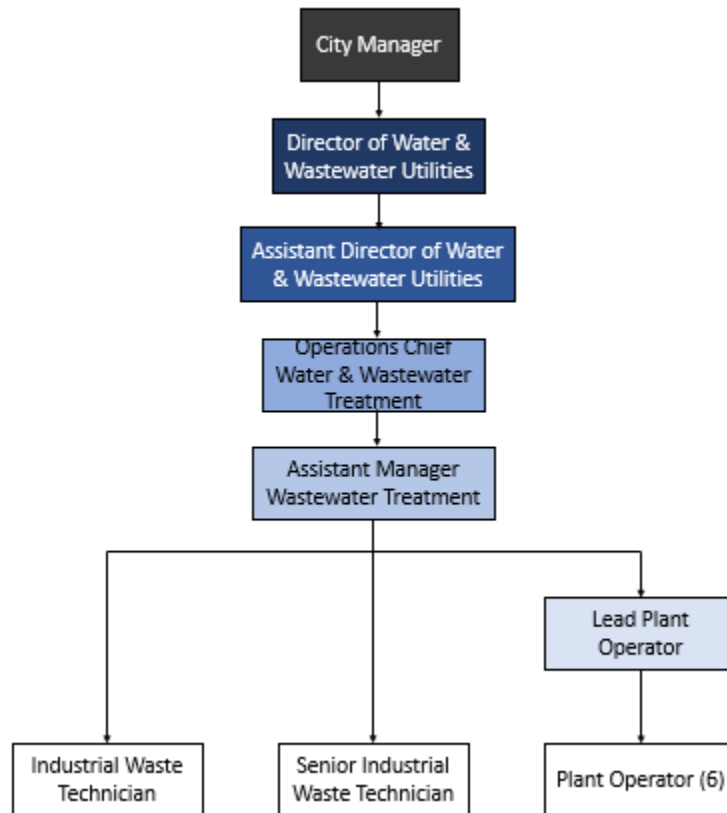 City Manager
Director of Water &
Wastewater Utilities
Assistant Director of Water
& Wastewater Utilities
Operations Chief
Water & Wastewater
Treatment
Assistant Manager
Wastewater Treatment
Lead Plant
Operator
Industrial Waste
Technician
Senior Industrial
Waste Technician
Plant Operator (6)